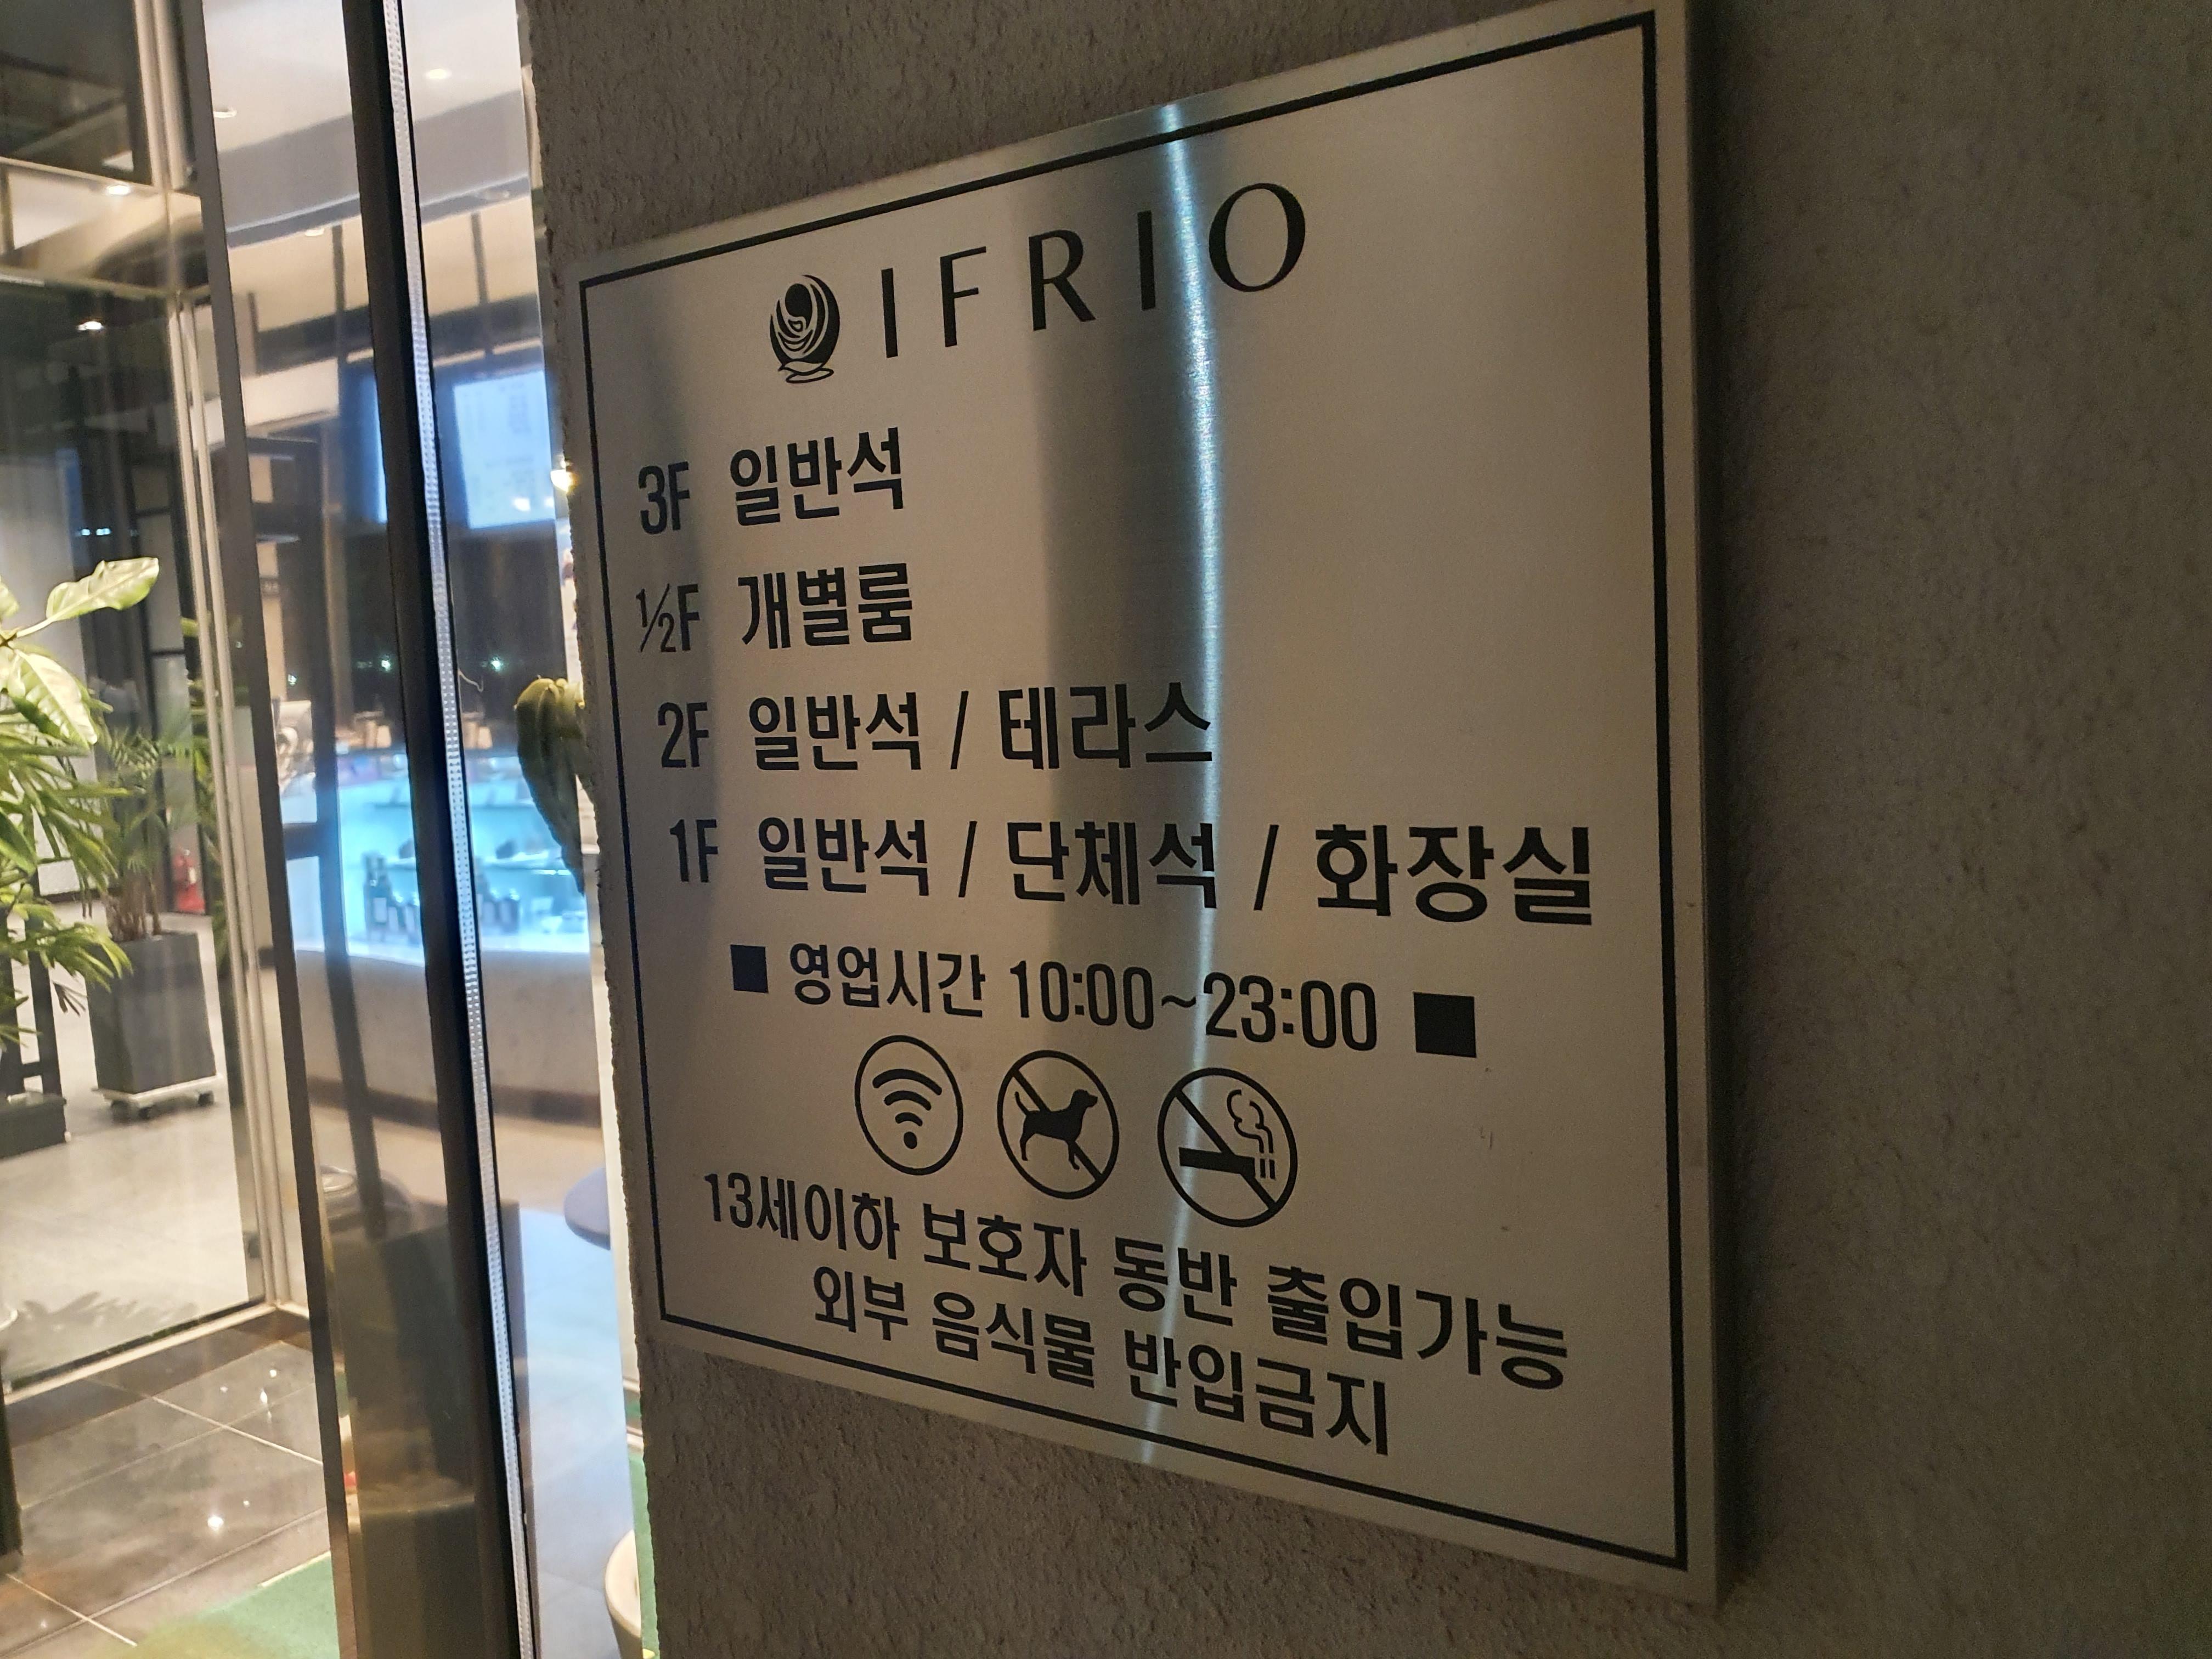 IFRIO
3F 일반석
½F 개별룸
2F 일반석 / 테라스
1F 일반석 / 단체석 / 화장실
■ 영업시간 10:00~23:00 ■
13세이하 보호자 동반 출입가능
외부 음식물 반입금지